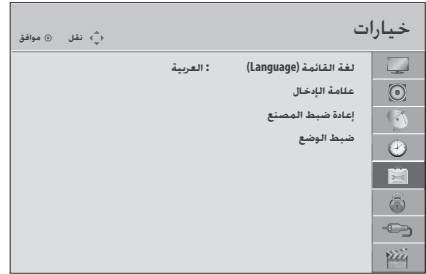 خيارات
نقل ⊙ موافق
لغة القائمة (Language) : العربية
علامة الإدخال
إعادة ضبط المصنع
ضبط الوضع